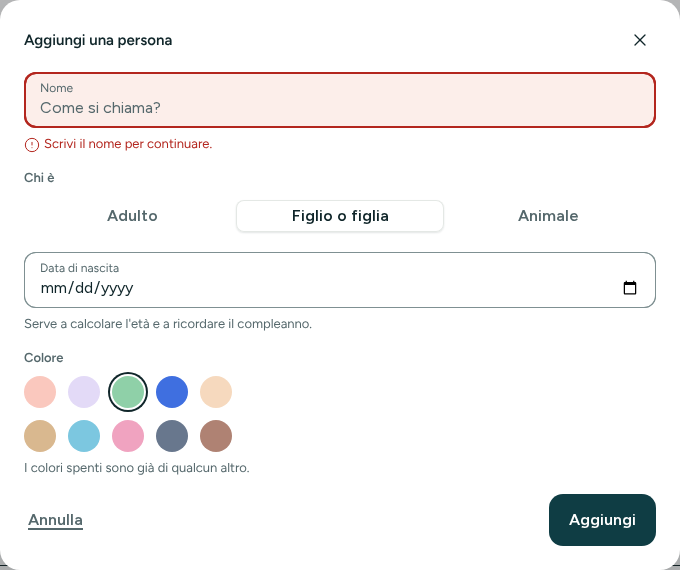 Aggiungi una persona
Nome
Come si chiama?
Scrivi il nome per continuare.
Chi è
Adulto
Figlio o figlia
Animale
Data di nascita
mm/dd/yyyy
Serve a calcolare l'età e a ricordare il compleanno.
Colore
I colori spenti sono già di qualcun altro.
Annulla
Aggiungi